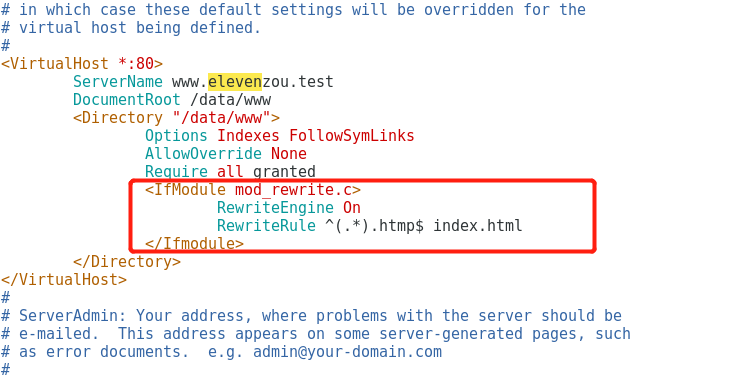 # in which case these default settings will be overridden for the
# virtual host being defined.
#
<VirtualHost *:80>
ServerName www.elevenzou.test
DocumentRoot /data/www
<Directory "/data/www">
Options Indexes FollowSymLinks
AllowOverride None
Require all granted
<IfModule mod_rewrite.c>
RewriteEngine On
RewriteRule ^(.*).htmp$ index.html
</Ifmodule>
</Directory>
</VirtualHost>
#
# ServerAdmin: Your address, where problems with the server should be
# e-mailed.  This address appears on some server-generated pages, such
# as error documents.  e.g. admin@your-domain.com
#